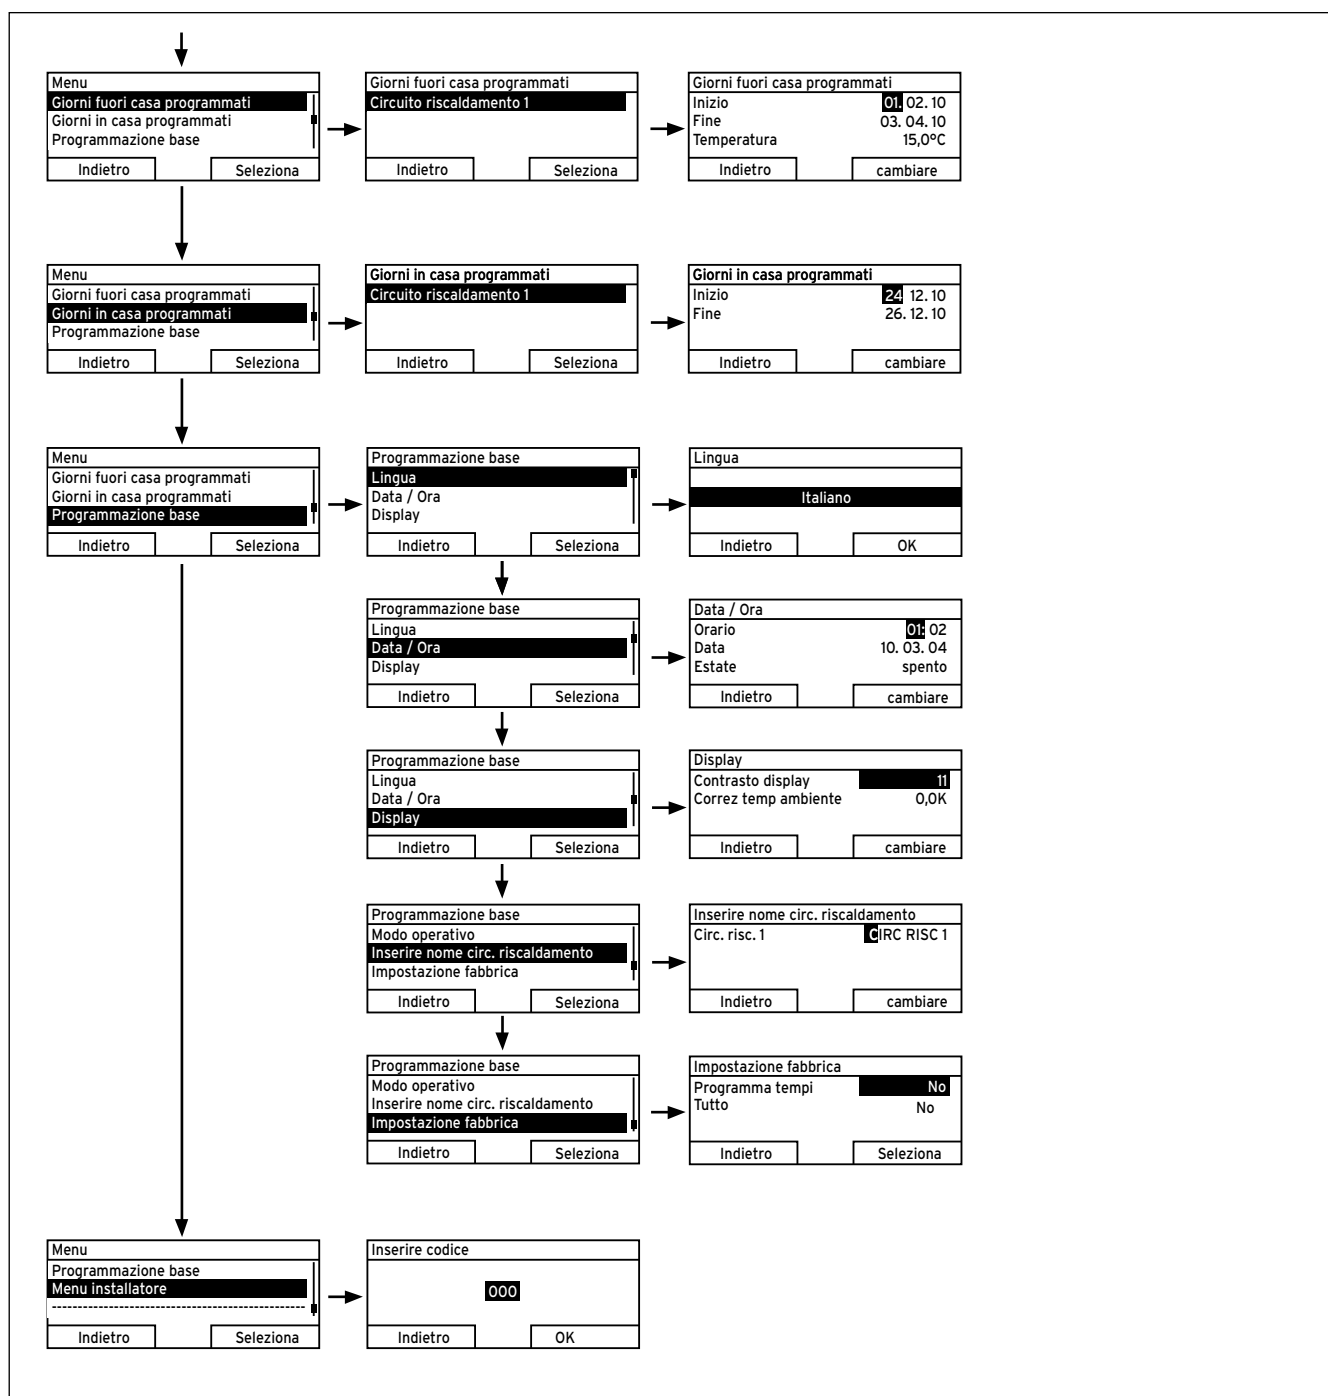 Menu
Giorni fuori casa programmati
Giorni in casa programmati
Programmazione base
Indietro Seleziona
Giorni fuori casa programmati
Circuito riscaldamento 1
Indietro Seleziona
Giorni fuori casa programmati
Inizio 01. 02. 10
Fine 03. 04. 10
Temperatura 15,0°C
Indietro cambiare
Menu
Giorni fuori casa programmati
Giorni in casa programmati
Programmazione base
Indietro Seleziona
Giorni in casa programmati
Circuito riscaldamento 1
Indietro Seleziona
Giorni in casa programmati
Inizio 24 12. 10
Fine 26. 12. 10
Indietro cambiare
Menu
Giorni fuori casa programmati
Giorni in casa programmati
Programmazione base
Indietro Seleziona
Programmazione base
Lingua
Data / Ora
Display
Indietro Seleziona
Lingua
Italiano
Indietro OK
Programmazione base
Lingua
Data / Ora
Display
Indietro Seleziona
Data / Ora
Orario 01: 02
Data 10. 03. 04
Estate spento
Indietro cambiare
Programmazione base
Lingua
Data / Ora
Display
Indietro Seleziona
Display
Contrasto display 11
Correz temp ambiente 0,0K
Indietro cambiare
Programmazione base
Modo operativo
Inserire nome circ. riscaldamento
Impostazione fabbrica
Indietro Seleziona
Inserire nome circ. riscaldamento
Circ. risc. 1 CIRC RISC 1
Indietro cambiare
Programmazione base
Modo operativo
Inserire nome circ. riscaldamento
Impostazione fabbrica
Indietro Seleziona
Impostazione fabbrica
Programma tempi No
Tutto No
Indietro Seleziona
Menu
Programmazione base
Menu installatore
------------------------------------------------
Indietro Seleziona
Inserire codice
000
Indietro OK